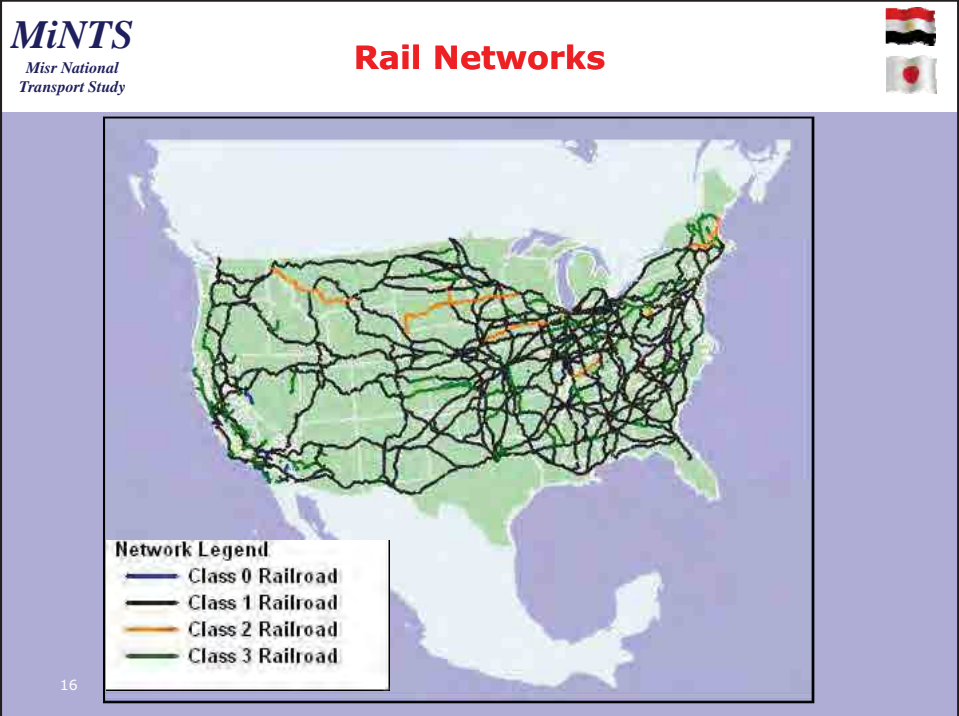 MiNTS
Misr National
Transport Study
Rail Networks
Network Legend
Class 0 Railroad
Class 1 Railroad
Class 2 Railroad
Class 3 Railroad
16